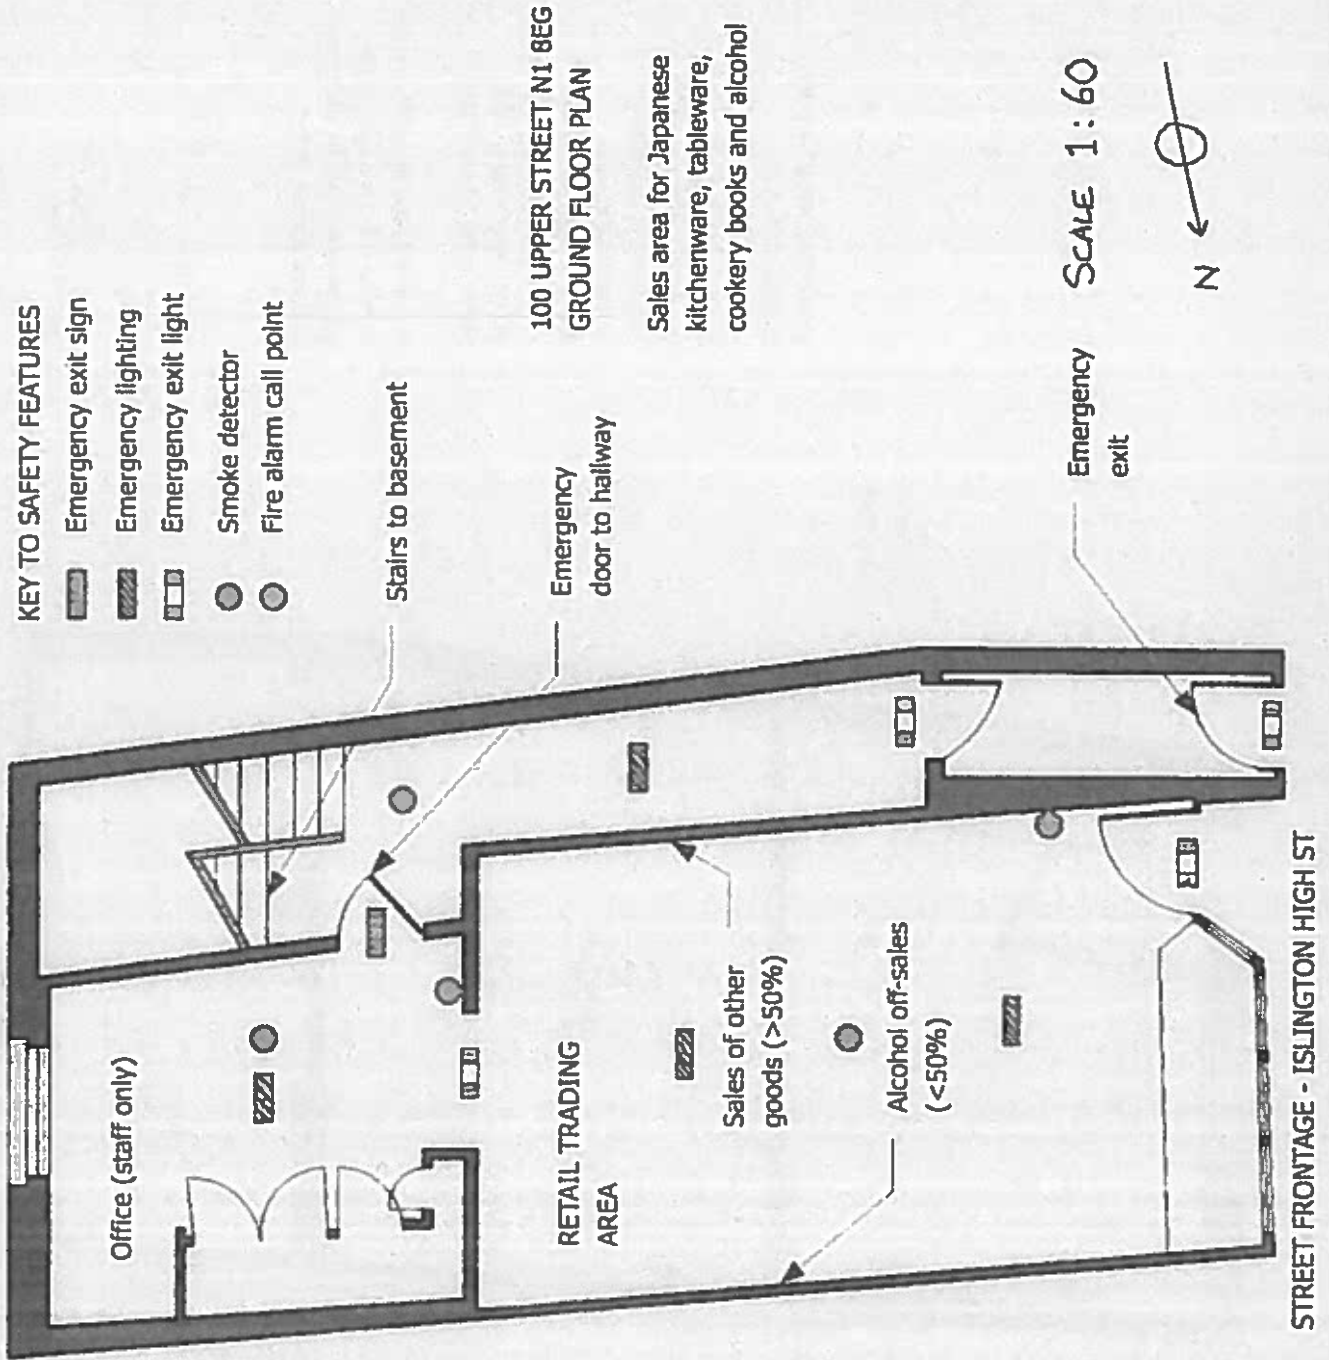 KEY TO SAFETY FEATURES
Emergency exit sign
Emergency lighting
Emergency exit light
Smoke detector
Fire alarm call point
Stairs to basement
Emergency
door to hallway
100 UPPER STREET N1 8EG
GROUND FLOOR PLAN
Sales area for Japanese
kitchenware, tableware,
cookery books and alcohol
SCALE 1:60
N
Emergency
exit
Office (staff only)
RETAIL TRADING
AREA
Sales of other
goods (>50%)
Alcohol off-sales
(<50%)
STREET FRONTAGE - ISLINGTON HIGH ST